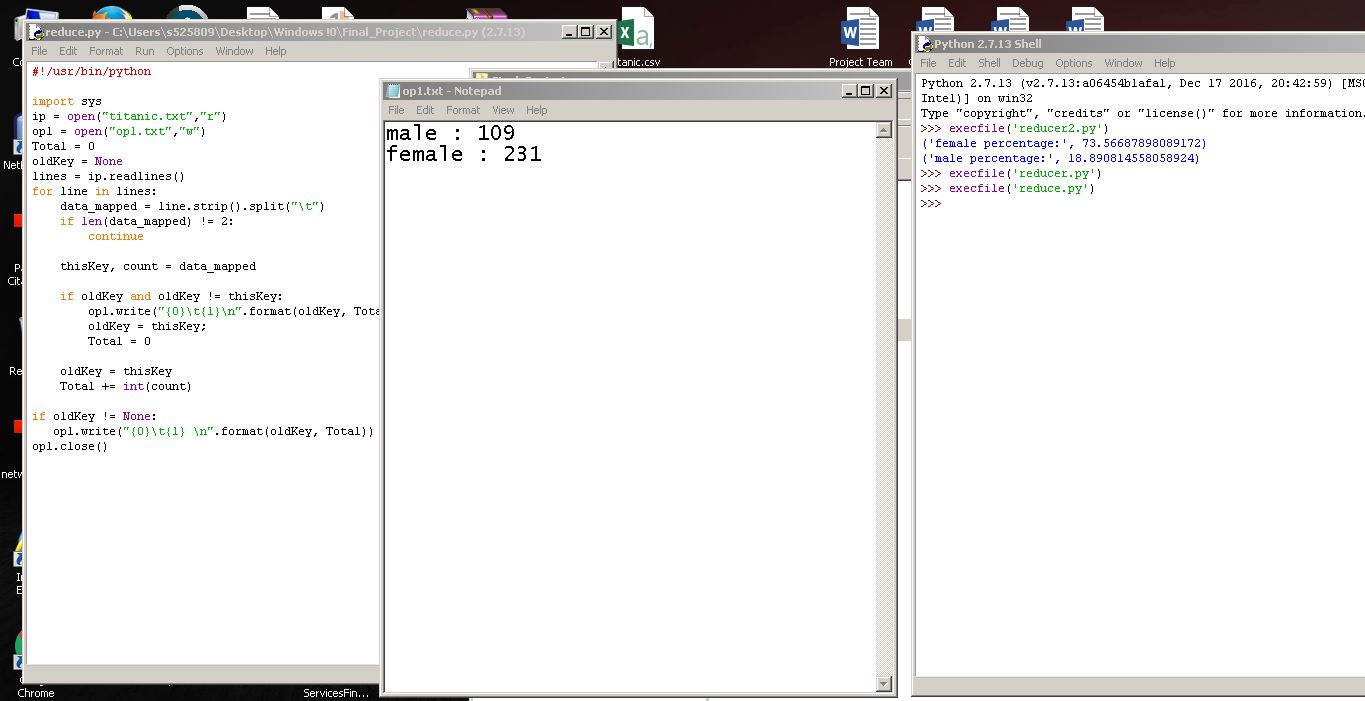 reduce.py - C:\Users\s525809\Desktop\Windows !0\Final_Project\reduce.py (2.7.13)
File Edit Format Run Options Window Help
#!/usr/bin/python
import sys
ip = open("titanic.txt","r")
op1 = open("op1.txt","w")
Total = 0
oldKey = None
lines = ip.readlines()
for line in lines:
data_mapped = line.strip().split("\t")
if len(data_mapped) != 2:
continue
thisKey, count = data_mapped
if oldKey and oldKey != thisKey:
op1.write("{0}\t{1}\n".format(oldKey, Tota
oldKey = thisKey;
Total = 0
oldKey = thisKey
Total += int(count)
if oldKey != None:
op1.write("{0}\t{1} \n".format(oldKey, Total))
op1.close()
tanic.csv
Project Team
op1.txt - Notepad
File Edit Format View Help
male : 109
female : 231
Python 2.7.13 Shell
File Edit Shell Debug Options Window Help
Python 2.7.13 (v2.7.13:a06454b1afa1, Dec 17 2016, 20:42:59) [MSC
Intel)] on win32
Type "copyright", "credits" or "license()" for more information.
>>> execfile('reducer2.py')
('female percentage:', 73.56687898089172)
('male percentage:', 18.890814558058924)
>>> execfile('reducer.py')
>>> execfile('reduce.py')
>>>
Chrome
ServicesFin...